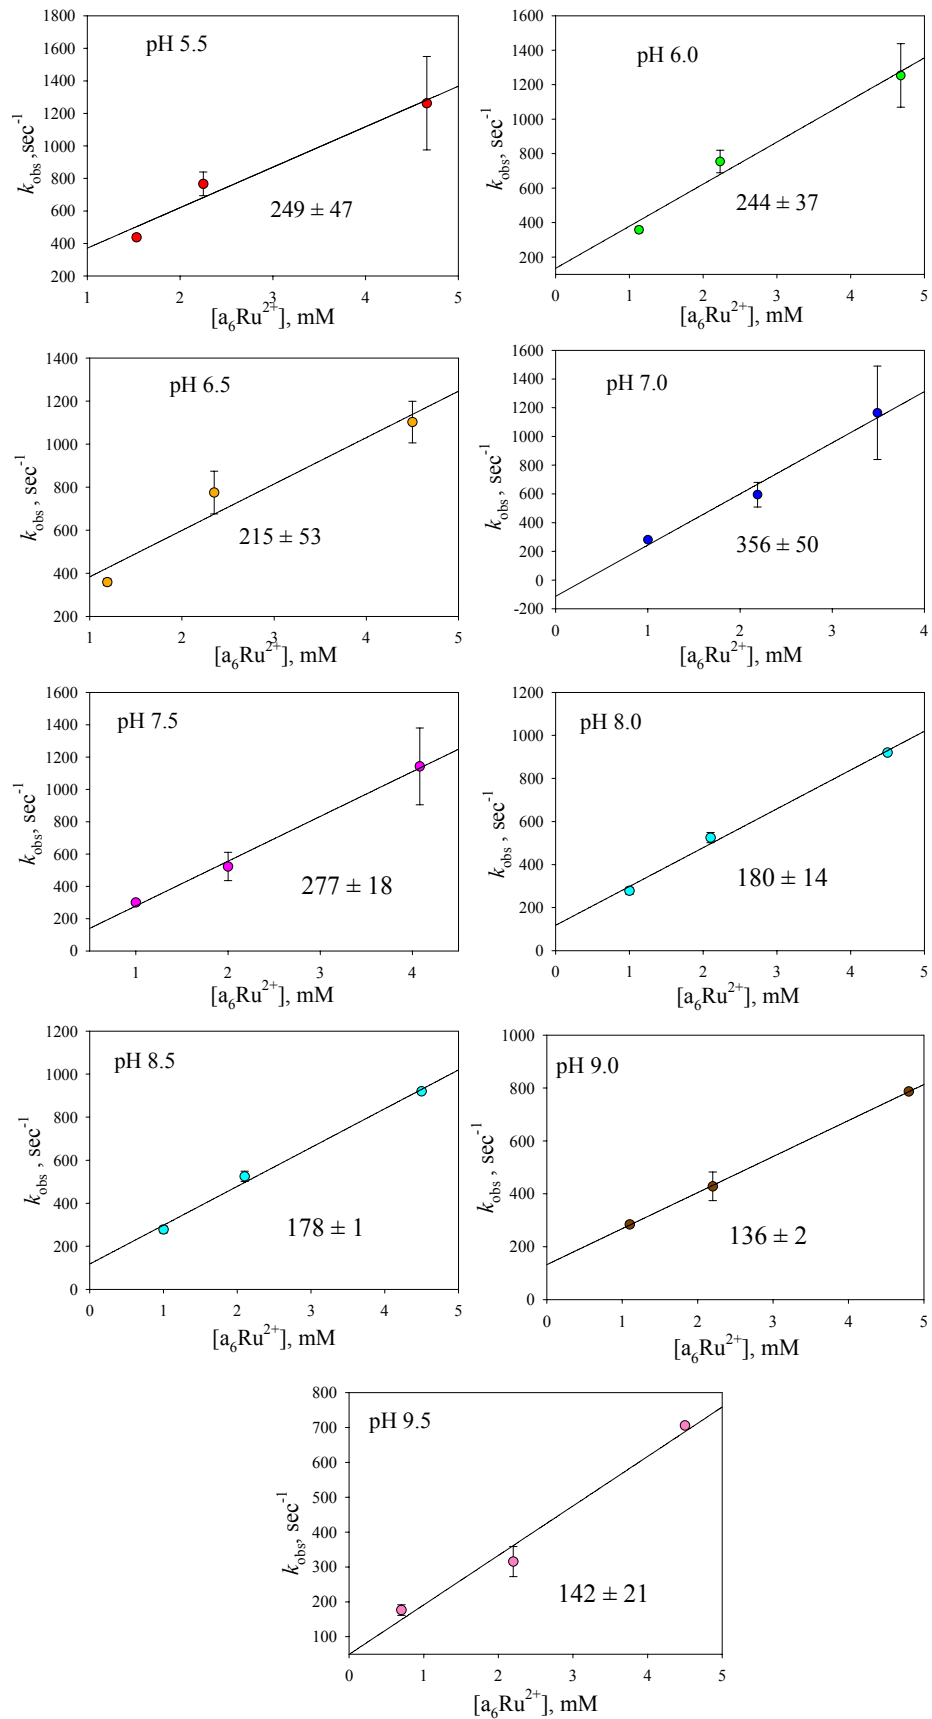 1800
1600
1400
1200
1000
800
600
400
200
pH 5.5
249 ± 47
k_obs ,sec⁻¹
1 2 3 4 5
[a₆Ru²⁺], mM
1600
1400
1200
1000
800
600
400
200
pH 6.0
244 ± 37
k_obs, sec⁻¹
0 1 2 3 4 5
[a₆Ru²⁺], mM
1400
1200
1000
800
600
400
200
pH 6.5
215 ± 53
k_obs , sec⁻¹
1 2 3 4 5
[a₆Ru²⁺], mM
1600
1400
1200
1000
800
600
400
200
0
-200
pH 7.0
356 ± 50
k_obs, sec⁻¹
0 1 2 3 4
[a₆Ru²⁺], mM
1600
1400
1200
1000
800
600
400
200
0
pH 7.5
277 ± 18
k_obs, sec⁻¹
1 2 3 4
[a₆Ru²⁺], mM
1200
1000
800
600
400
200
0
pH 8.0
180 ± 14
k_obs , sec⁻¹
0 1 2 3 4 5
[a₆Ru²⁺], mM
1200
1000
800
600
400
200
0
pH 8.5
178 ± 1
k_obs , sec⁻¹
0 1 2 3 4 5
[a₆Ru²⁺], mM
1000
800
600
400
200
0
pH 9.0
136 ± 2
k_obs , sec⁻¹
0 1 2 3 4 5
[a₆Ru²⁺], mM
800
700
600
500
400
300
200
100
pH 9.5
142 ± 21
k_obs, sec⁻¹
0 1 2 3 4 5
[a₆Ru²⁺], mM